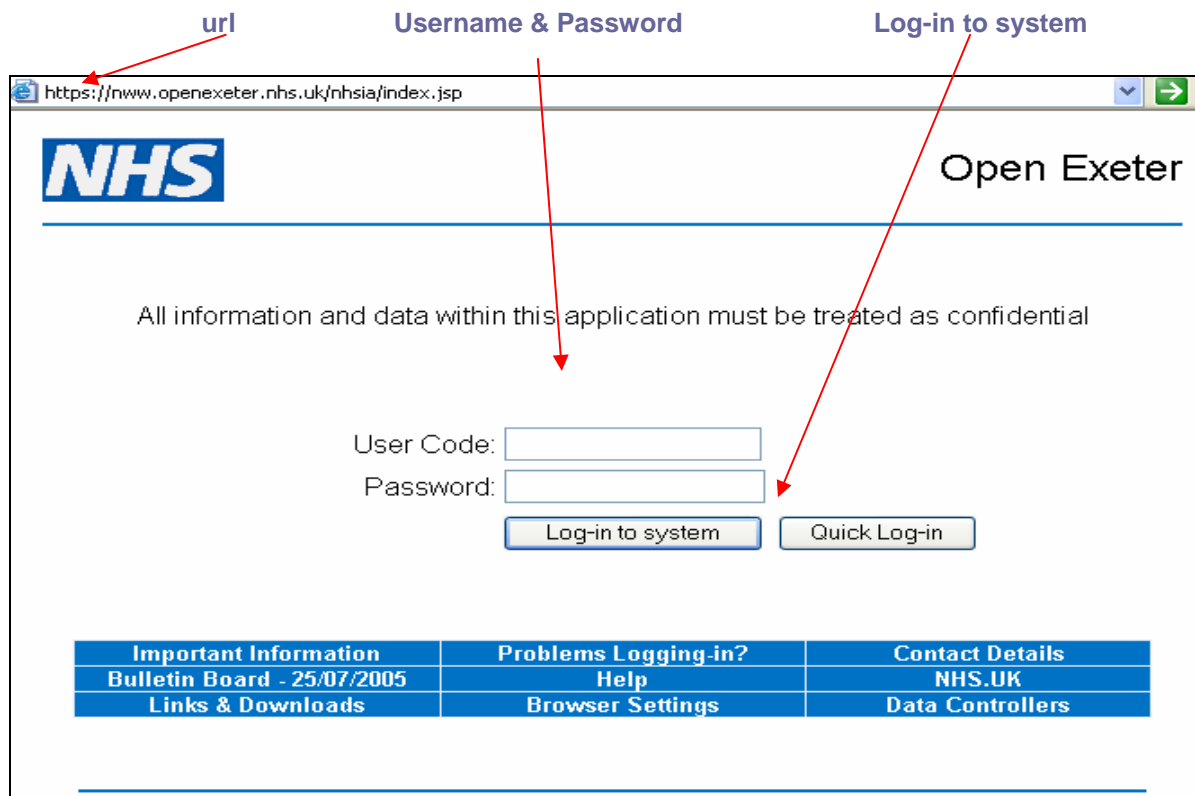 url Username & Password Log-in to system
https://nww.openexeter.nhs.uk/nhsia/index.jsp
NHS Open Exeter
All information and data within this application must be treated as confidential
User Code:
Password:
Log-in to system Quick Log-in
Important Information Problems Logging-in? Contact Details
Bulletin Board - 25/07/2005 Help NHS.UK
Links & Downloads Browser Settings Data Controllers